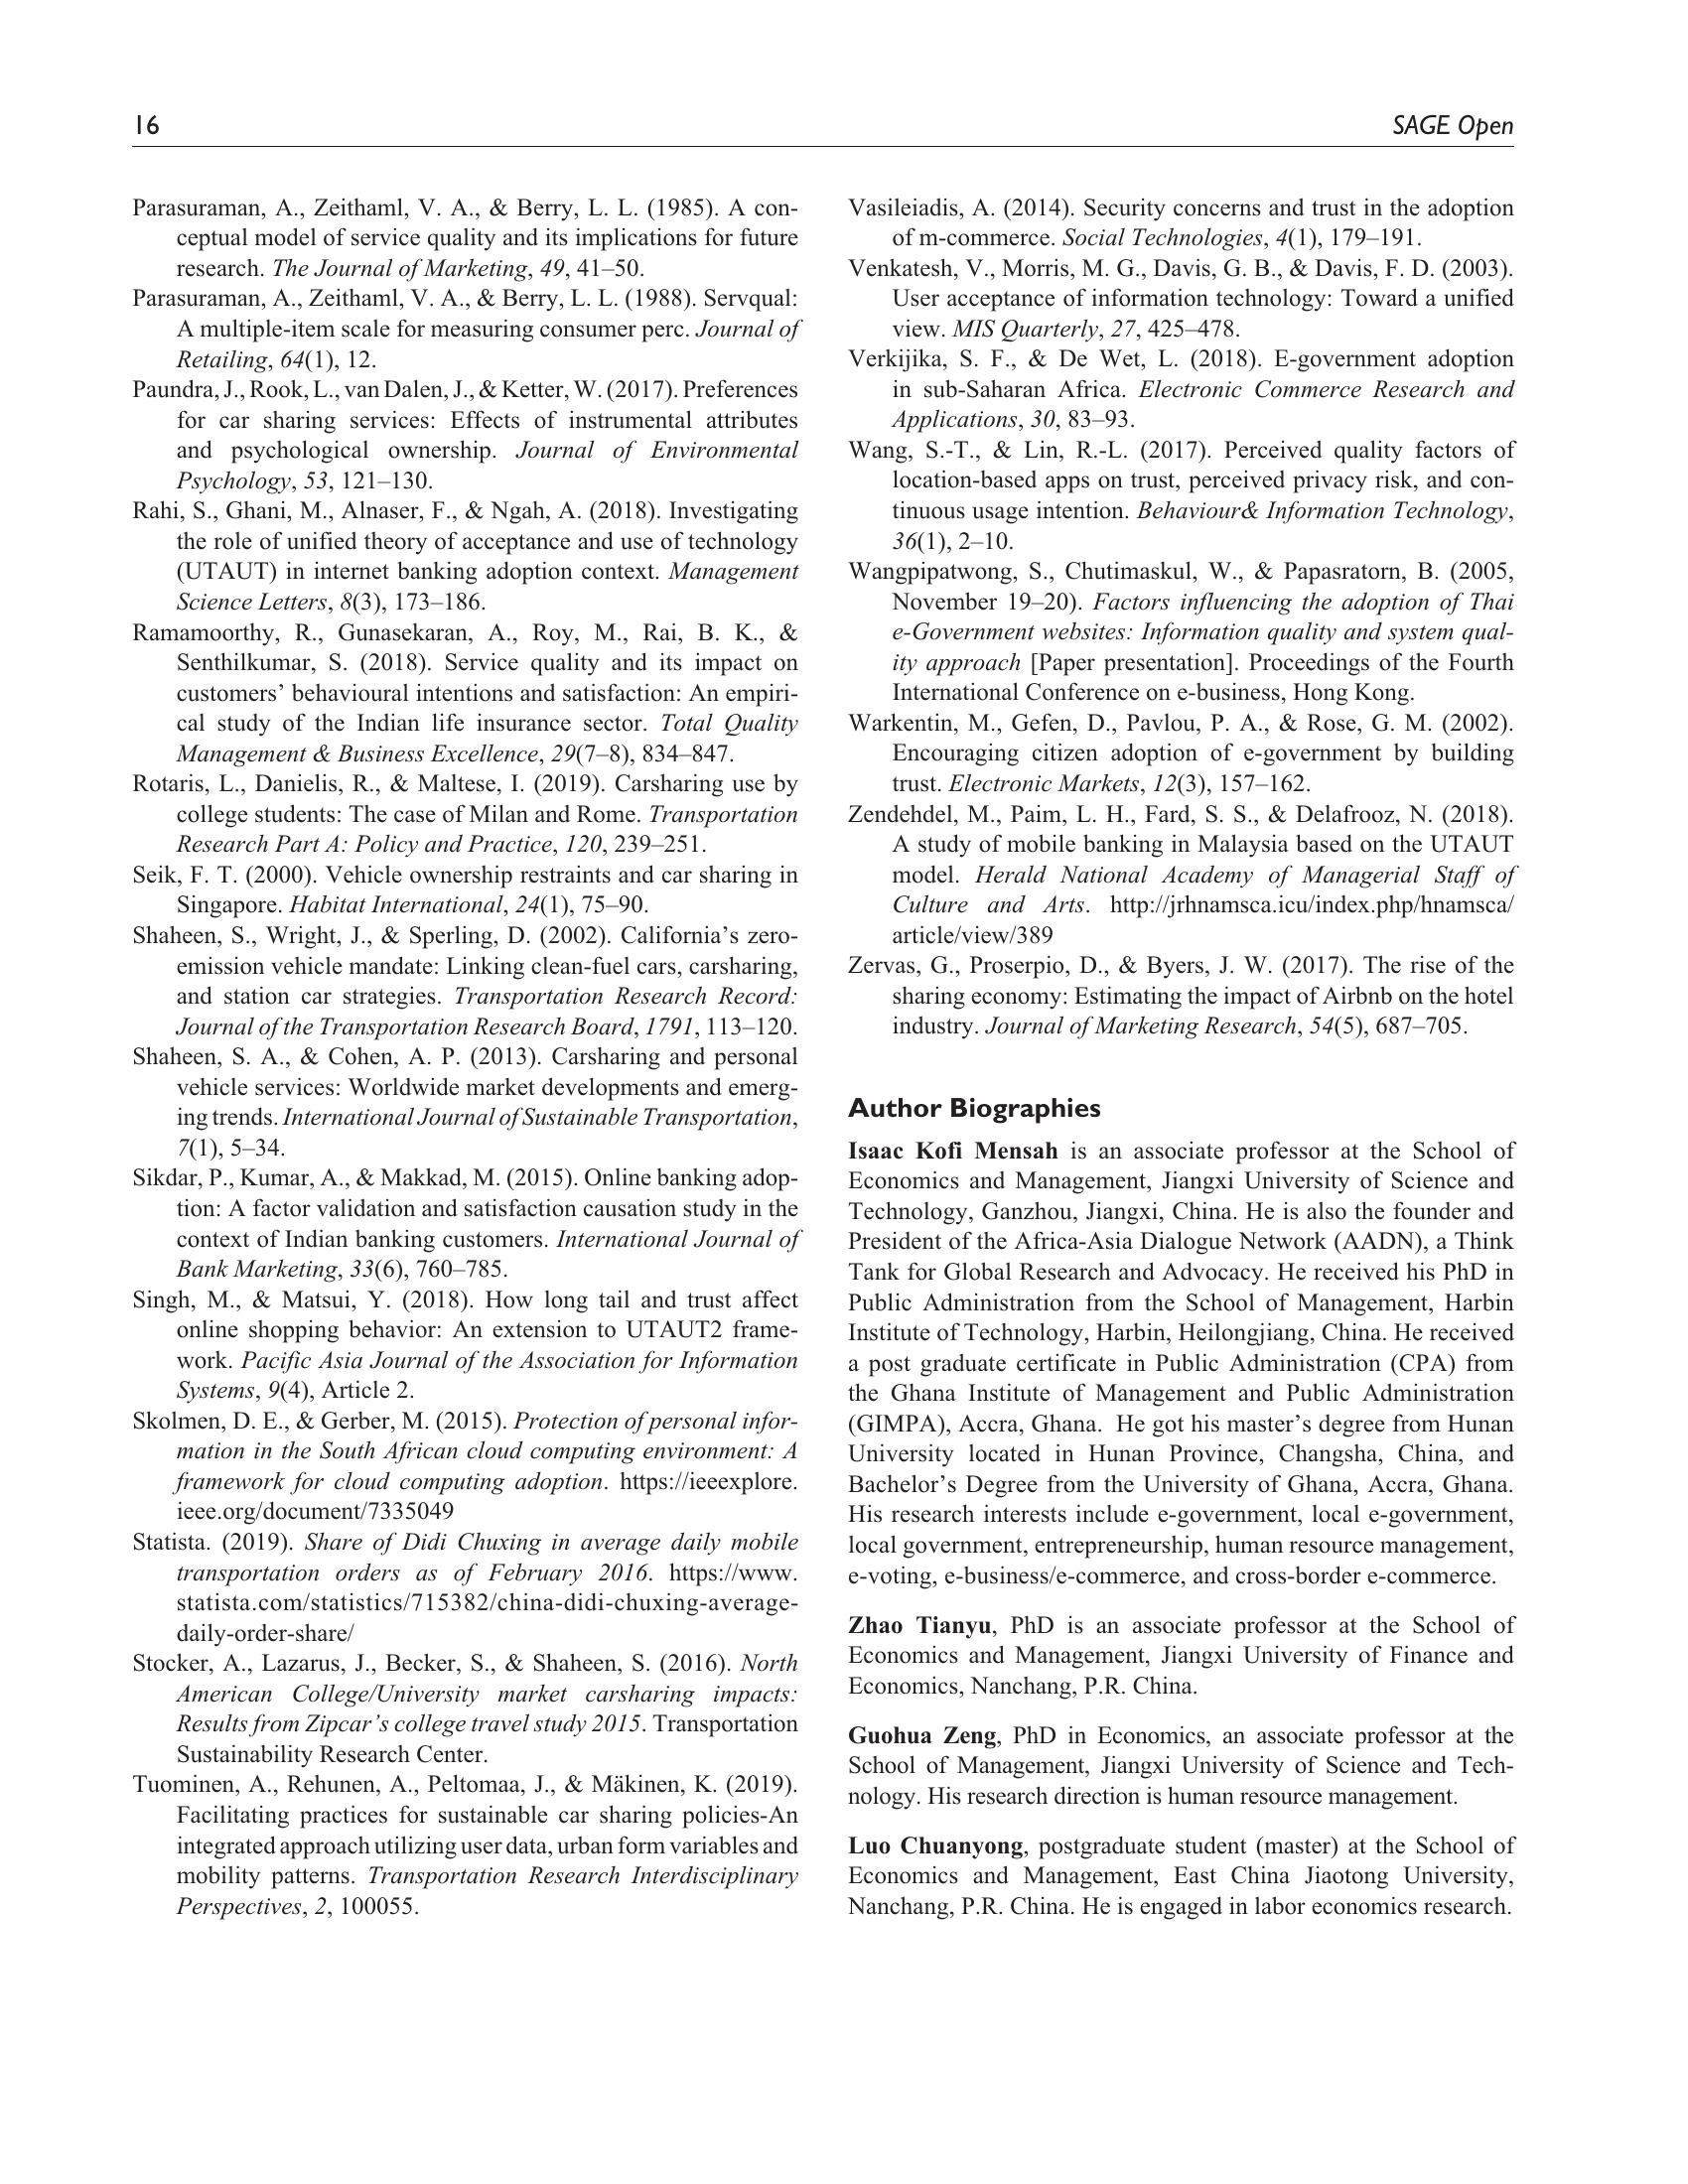 16
SAGE Open
Parasuraman, A., Zeithaml, V. A., & Berry, L. L. (1985). A con-
ceptual model of service quality and its implications for future
research. The Journal of Marketing, 49, 41–50.
Parasuraman, A., Zeithaml, V. A., & Berry, L. L. (1988). Servqual:
A multiple-item scale for measuring consumer perc. Journal of
Retailing, 64(1), 12.
Paundra, J., Rook, L., van Dalen, J., & Ketter, W. (2017). Preferences
for car sharing services: Effects of instrumental attributes
and psychological ownership. Journal of Environmental
Psychology, 53, 121–130.
Rahi, S., Ghani, M., Alnaser, F., & Ngah, A. (2018). Investigating
the role of unified theory of acceptance and use of technology
(UTAUT) in internet banking adoption context. Management
Science Letters, 8(3), 173–186.
Ramamoorthy, R., Gunasekaran, A., Roy, M., Rai, B. K., &
Senthilkumar, S. (2018). Service quality and its impact on
customers’ behavioural intentions and satisfaction: An empiri-
cal study of the Indian life insurance sector. Total Quality
Management & Business Excellence, 29(7–8), 834–847.
Rotaris, L., Danielis, R., & Maltese, I. (2019). Carsharing use by
college students: The case of Milan and Rome. Transportation
Research Part A: Policy and Practice, 120, 239–251.
Seik, F. T. (2000). Vehicle ownership restraints and car sharing in
Singapore. Habitat International, 24(1), 75–90.
Shaheen, S., Wright, J., & Sperling, D. (2002). California’s zero-
emission vehicle mandate: Linking clean-fuel cars, carsharing,
and station car strategies. Transportation Research Record:
Journal of the Transportation Research Board, 1791, 113–120.
Shaheen, S. A., & Cohen, A. P. (2013). Carsharing and personal
vehicle services: Worldwide market developments and emerg-
ing trends. International Journal of Sustainable Transportation,
7(1), 5–34.
Sikdar, P., Kumar, A., & Makkad, M. (2015). Online banking adop-
tion: A factor validation and satisfaction causation study in the
context of Indian banking customers. International Journal of
Bank Marketing, 33(6), 760–785.
Singh, M., & Matsui, Y. (2018). How long tail and trust affect
online shopping behavior: An extension to UTAUT2 frame-
work. Pacific Asia Journal of the Association for Information
Systems, 9(4), Article 2.
Skolmen, D. E., & Gerber, M. (2015). Protection of personal infor-
mation in the South African cloud computing environment: A
framework for cloud computing adoption. https://ieeexplore.
ieee.org/document/7335049
Statista. (2019). Share of Didi Chuxing in average daily mobile
transportation orders as of February 2016. https://www.
statista.com/statistics/715382/china-didi-chuxing-average-
daily-order-share/
Stocker, A., Lazarus, J., Becker, S., & Shaheen, S. (2016). North
American College/University market carsharing impacts:
Results from Zipcar’s college travel study 2015. Transportation
Sustainability Research Center.
Tuominen, A., Rehunen, A., Peltomaa, J., & Mäkinen, K. (2019).
Facilitating practices for sustainable car sharing policies-An
integrated approach utilizing user data, urban form variables and
mobility patterns. Transportation Research Interdisciplinary
Perspectives, 2, 100055.
Vasileiadis, A. (2014). Security concerns and trust in the adoption
of m-commerce. Social Technologies, 4(1), 179–191.
Venkatesh, V., Morris, M. G., Davis, G. B., & Davis, F. D. (2003).
User acceptance of information technology: Toward a unified
view. MIS Quarterly, 27, 425–478.
Verkijika, S. F., & De Wet, L. (2018). E-government adoption
in sub-Saharan Africa. Electronic Commerce Research and
Applications, 30, 83–93.
Wang, S.-T., & Lin, R.-L. (2017). Perceived quality factors of
location-based apps on trust, perceived privacy risk, and con-
tinuous usage intention. Behaviour& Information Technology,
36(1), 2–10.
Wangpipatwong, S., Chutimaskul, W., & Papasratorn, B. (2005,
November 19–20). Factors influencing the adoption of Thai
e-Government websites: Information quality and system qual-
ity approach [Paper presentation]. Proceedings of the Fourth
International Conference on e-business, Hong Kong.
Warkentin, M., Gefen, D., Pavlou, P. A., & Rose, G. M. (2002).
Encouraging citizen adoption of e-government by building
trust. Electronic Markets, 12(3), 157–162.
Zendehdel, M., Paim, L. H., Fard, S. S., & Delafrooz, N. (2018).
A study of mobile banking in Malaysia based on the UTAUT
model. Herald National Academy of Managerial Staff of
Culture and Arts. http://jrhnamsca.icu/index.php/hnamsca/
article/view/389
Zervas, G., Proserpio, D., & Byers, J. W. (2017). The rise of the
sharing economy: Estimating the impact of Airbnb on the hotel
industry. Journal of Marketing Research, 54(5), 687–705.
Author Biographies
Isaac Kofi Mensah is an associate professor at the School of
Economics and Management, Jiangxi University of Science and
Technology, Ganzhou, Jiangxi, China. He is also the founder and
President of the Africa-Asia Dialogue Network (AADN), a Think
Tank for Global Research and Advocacy. He received his PhD in
Public Administration from the School of Management, Harbin
Institute of Technology, Harbin, Heilongjiang, China. He received
a post graduate certificate in Public Administration (CPA) from
the Ghana Institute of Management and Public Administration
(GIMPA), Accra, Ghana. He got his master’s degree from Hunan
University located in Hunan Province, Changsha, China, and
Bachelor’s Degree from the University of Ghana, Accra, Ghana.
His research interests include e-government, local e-government,
local government, entrepreneurship, human resource management,
e-voting, e-business/e-commerce, and cross-border e-commerce.
Zhao Tianyu, PhD is an associate professor at the School of
Economics and Management, Jiangxi University of Finance and
Economics, Nanchang, P.R. China.
Guohua Zeng, PhD in Economics, an associate professor at the
School of Management, Jiangxi University of Science and Tech-
nology. His research direction is human resource management.
Luo Chuanyong, postgraduate student (master) at the School of
Economics and Management, East China Jiaotong University,
Nanchang, P.R. China. He is engaged in labor economics research.